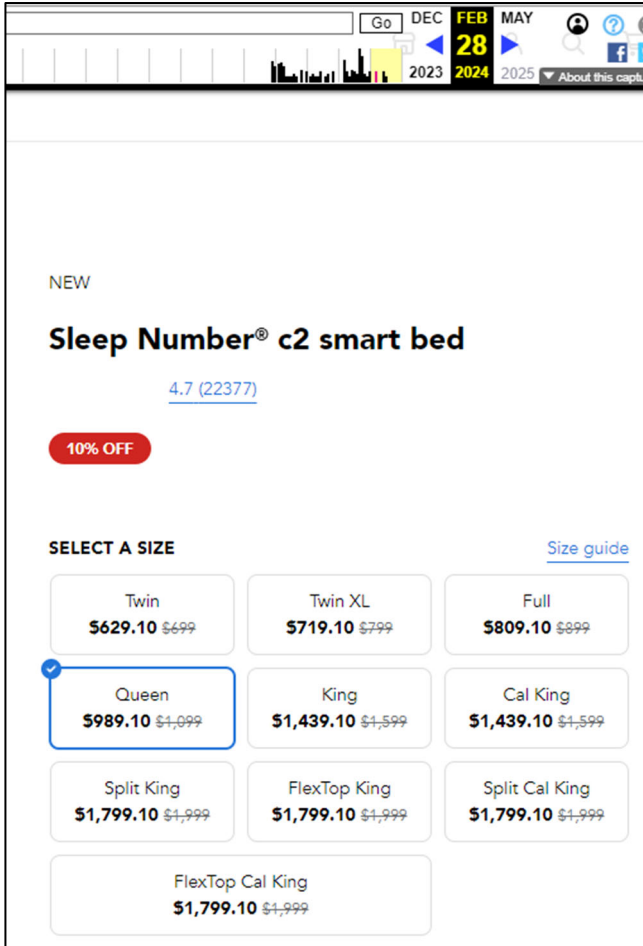 Go DEC FEB MAY
28
2023 2024 2025 About this captu
NEW
Sleep Number® c2 smart bed
4.7 (22377)
10% OFF
SELECT A SIZE Size guide
Twin Twin XL Full
$629.10 $699 $719.10 $799 $809.10 $899
Queen King Cal King
$989.10 $1,099 $1,439.10 $1,599 $1,439.10 $1,599
Split King FlexTop King Split Cal King
$1,799.10 $1,999 $1,799.10 $1,999 $1,799.10 $1,999
FlexTop Cal King
$1,799.10 $1,999